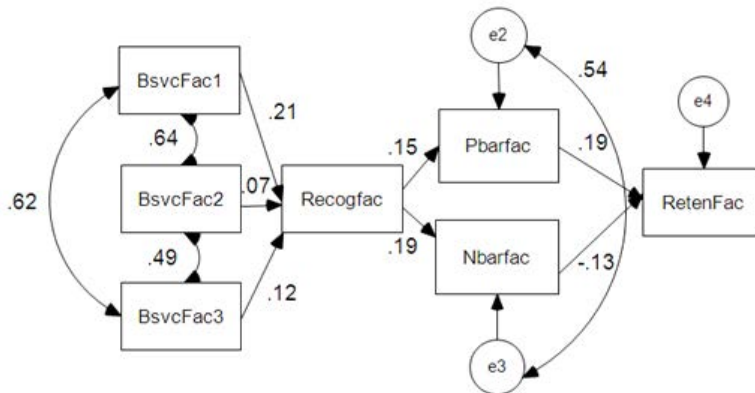 e2
BsvcFac1
.54
e4
.21
.64
Pbarfac
.15
.19
.62
BsvcFac2
.07
Recogfac
RetenFac
.49
.19
Nbarfac
-.13
BsvcFac3
.12
e3